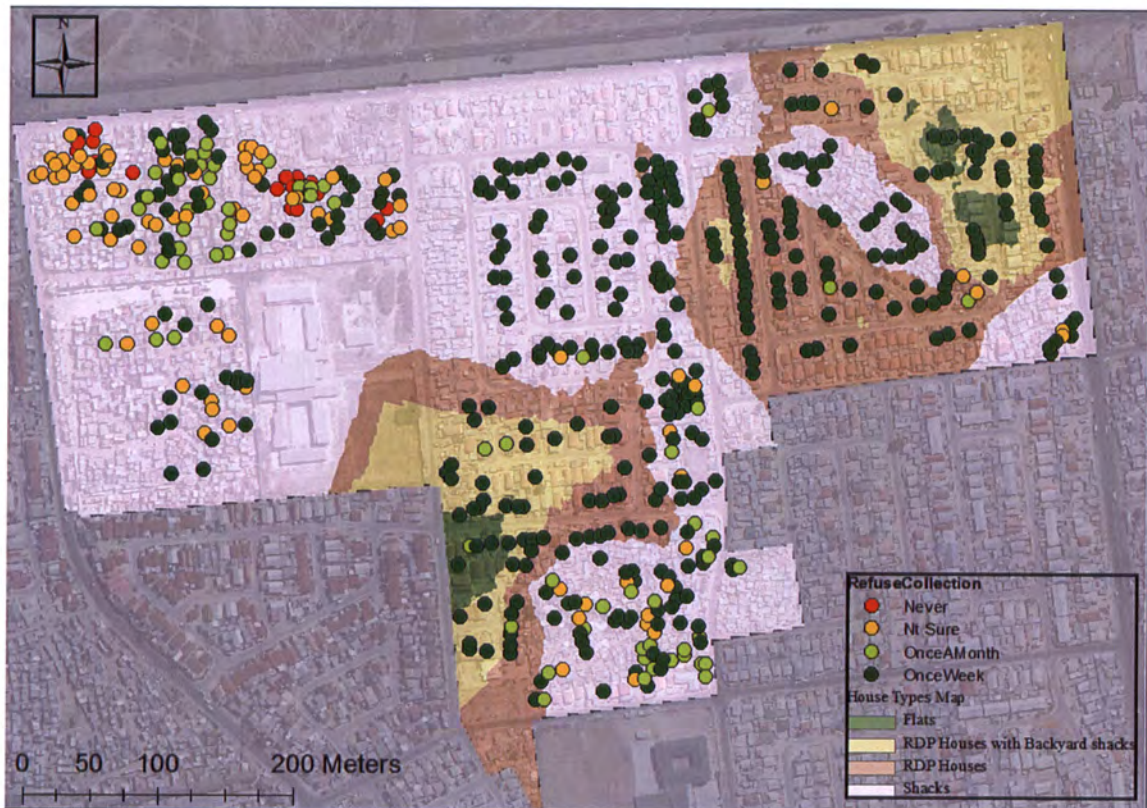 N
RefuseCollection
Never
Nt Sure
OnceAMonth
OnceWeek
House Types Map
Flats
RDP Houses with Backyard shacks
RDP Houses
Shacks
0 50 100 200 Meters